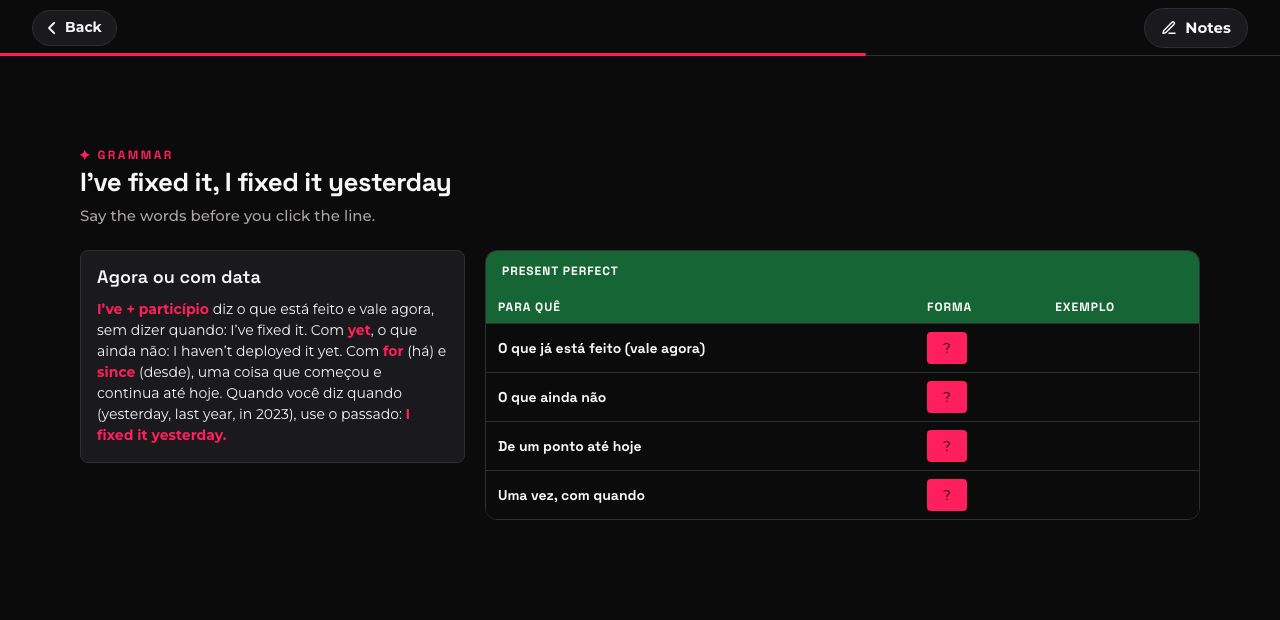 Back
Notes
GRAMMAR
I've fixed it, I fixed it yesterday
Say the words before you click the line.
Agora ou com data
I've + particípio diz o que está feito e vale agora,
sem dizer quando: I've fixed it. Com yet, o que
ainda não: I haven't deployed it yet. Com for (há) e
since (desde), uma coisa que começou e
continua até hoje. Quando você diz quando
(yesterday, last year, in 2023), use o passado: I
fixed it yesterday.
PRESENT PERFECT
PARA QUÊ FORMA EXEMPLO
O que já está feito (vale agora) ?
O que ainda não ?
De um ponto até hoje ?
Uma vez, com quando ?